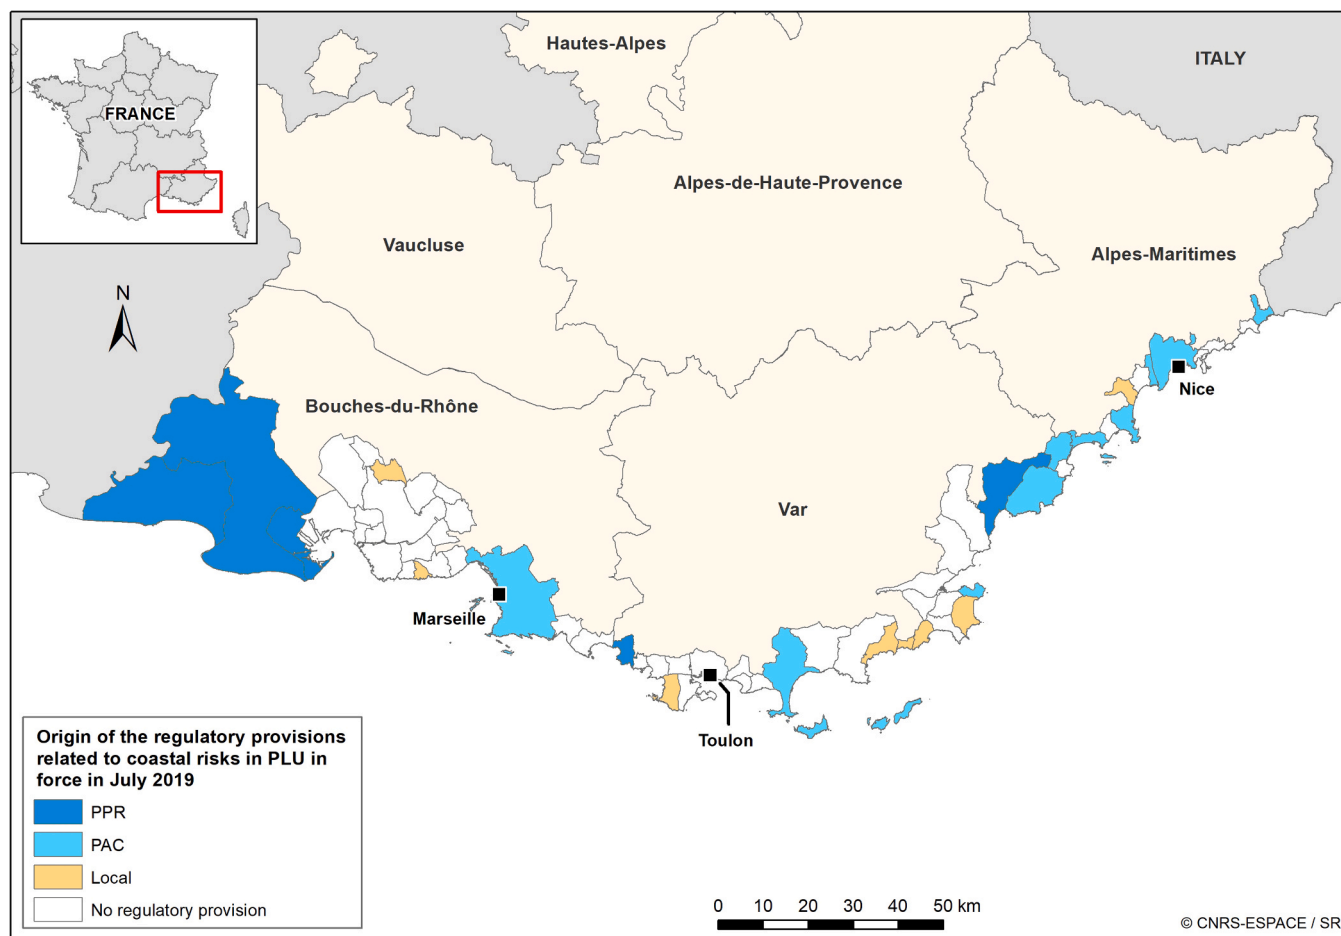 Hautes-Alpes
ITALY
FRANCE
Alpes-de-Haute-Provence
Vaucluse
Alpes-Maritimes
N
Nice
Bouches-du-Rhône
Var
Marseille
Toulon
Origin of the regulatory provisions
related to coastal risks in PLU in
force in July 2019
PPR
PAC
Local
No regulatory provision
0 10 20 30 40 50 km
© CNRS-ESPACE / SR